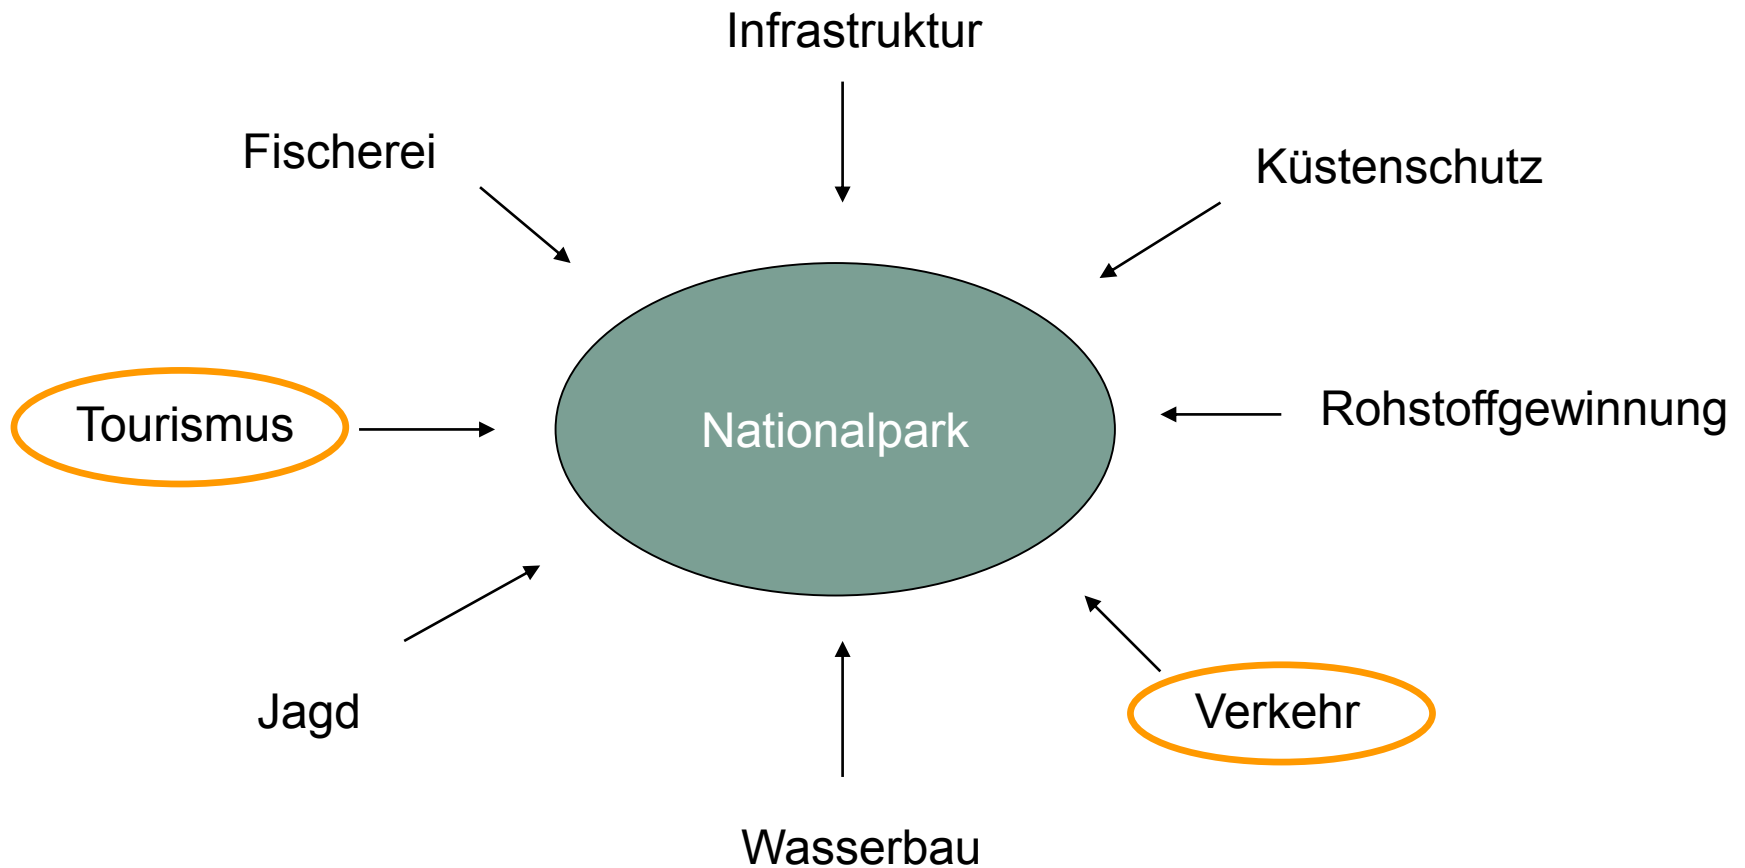 Infrastruktur
Fischerei
Küstenschutz
Tourismus
Nationalpark
Rohstoffgewinnung
Jagd
Verkehr
Wasserbau